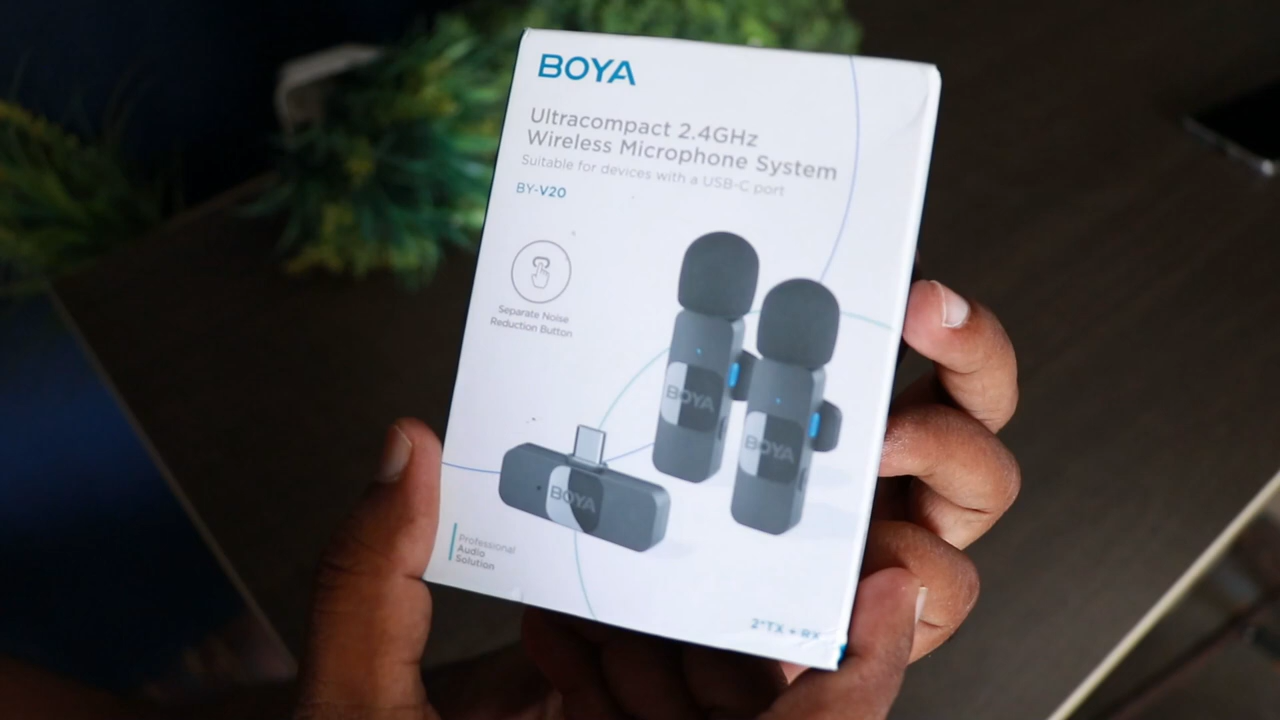 BOYA
Ultracompact 2.4GHz
Wireless Microphone System
Suitable for devices with a USB-C port
BY-V20
Separate Noise
Reduction Button
BOYA
BOYA
BOYA
Professional
Audio
Solution
2*TX + RX